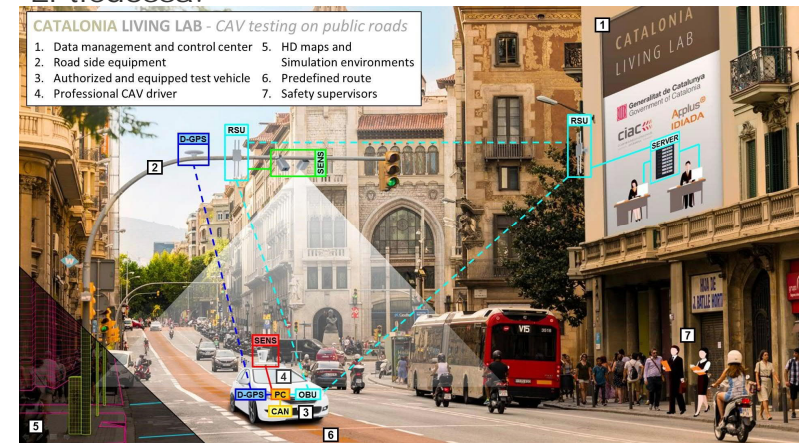 CATALONIA LIVING LAB - CAV testing on public roads
1. Data management and control center
2. Road side equipment
3. Authorized and equipped test vehicle
4. Professional CAV driver
5. HD maps and
Simulation environments
6. Predefined route
7. Safety supervisors
1
CATALONIA
LIVING LAB
Generalitat de Catalunya
Government of Catalonia
ciac
Applus
IDIADA
SERVER
RSU
D-GPS
RSU
SENS
2
V15
7
SENS
4
D-GPS
PC
OBU
CAN
3
5
6